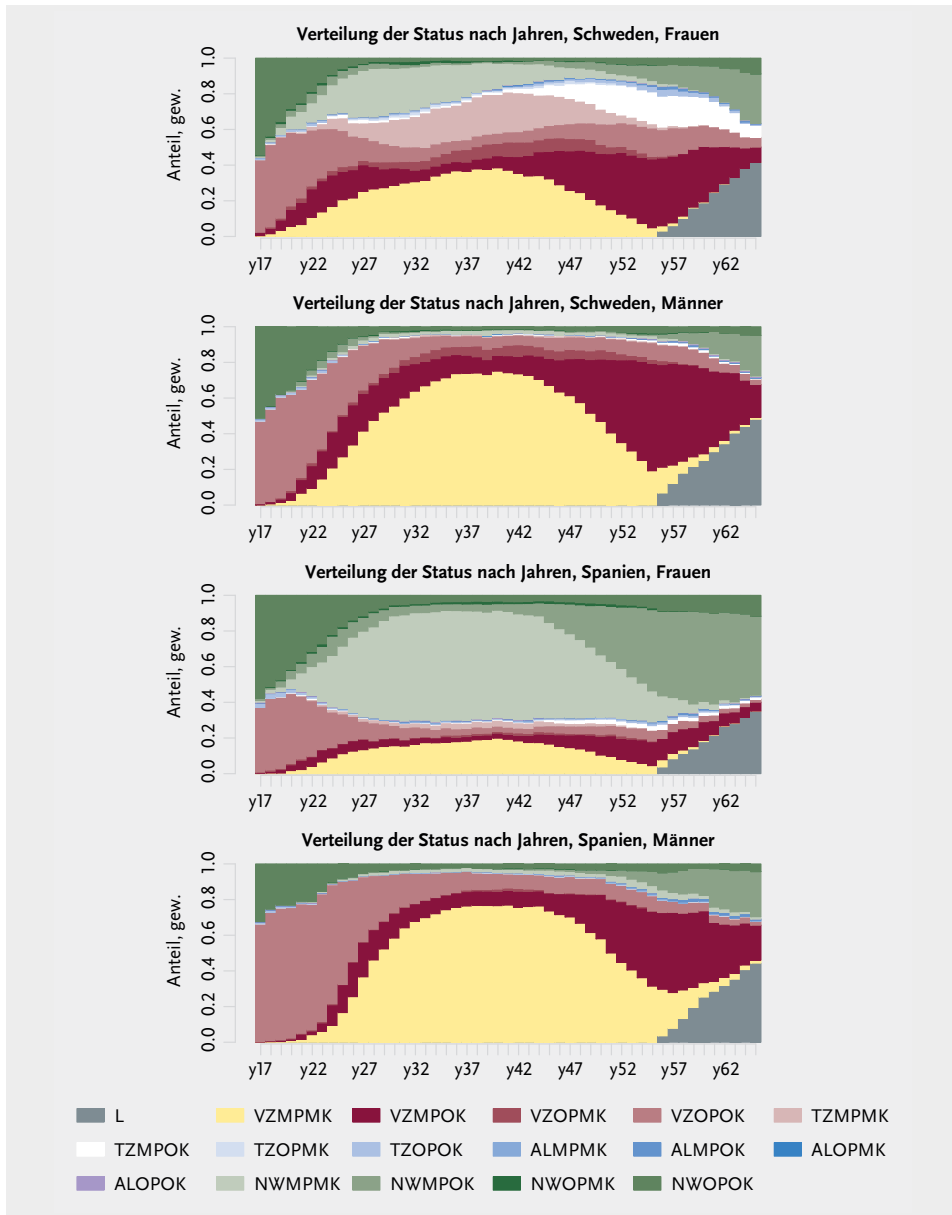 Verteilung der Status nach Jahren, Schweden, Frauen
Anteil, gew.
0.0 0.2 0.4 0.6 0.8 1.0
y17 y22 y27 y32 y37 y42 y47 y52 y57 y62
Verteilung der Status nach Jahren, Schweden, Männer
Anteil, gew.
0.0 0.2 0.4 0.6 0.8 1.0
y17 y22 y27 y32 y37 y42 y47 y52 y57 y62
Verteilung der Status nach Jahren, Spanien, Frauen
Anteil, gew.
0.0 0.2 0.4 0.6 0.8 1.0
y17 y22 y27 y32 y37 y42 y47 y52 y57 y62
Verteilung der Status nach Jahren, Spanien, Männer
Anteil, gew.
0.0 0.2 0.4 0.6 0.8 1.0
y17 y22 y27 y32 y37 y42 y47 y52 y57 y62
L VZMPMK VZMPOK VZOPMK VZOPOK TZMPMK
TZMPOK TZOPMK TZOPOK ALMPMK ALMPOK ALOPMK
ALOPOK NWMPMK NWMPOK NWOPMK NWOPOK